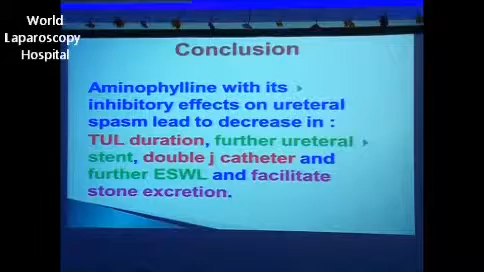 World
Laparoscopy
Hospital
Conclusion
Aminophylline with its
inhibitory effects on ureteral
spasm lead to decrease in :
TUL duration, further ureteral
stent, double j catheter and
further ESWL and facilitate
stone excretion.